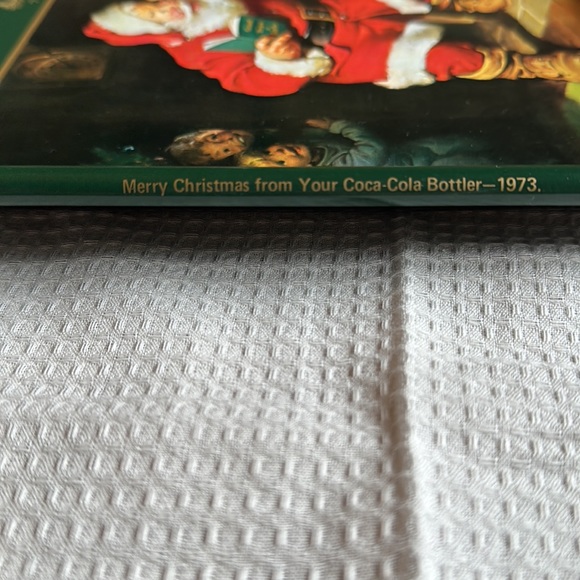 Merry Christmas from Your Coca-Cola Bottler—1973.